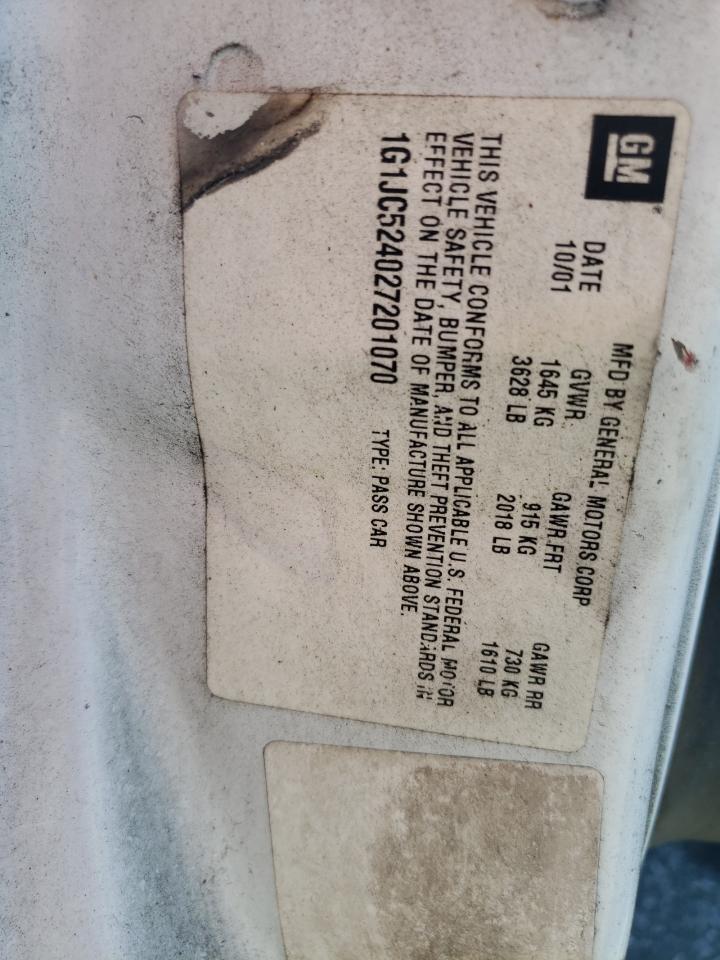 GM
MFD BY GENERAL MOTORS CORP
DATE GVWR GAWR FRT GAWR RR
10/01 1645 KG 915 KG 730 KG
3628 LB 2018 LB 1610 LB
THIS VEHICLE CONFORMS TO ALL APPLICABLE U.S. FEDERAL MOTOR
VEHICLE SAFETY, BUMPER, AND THEFT PREVENTION STANDARDS IN
EFFECT ON THE DATE OF MANUFACTURE SHOWN ABOVE.
1G1JC524027201070 TYPE: PASS CAR